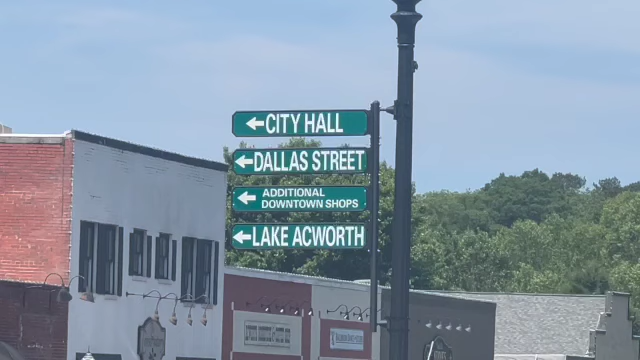 CITY HALL
DALLAS STREET
ADDITIONAL
DOWNTOWN SHOPS
LAKE ACWORTH